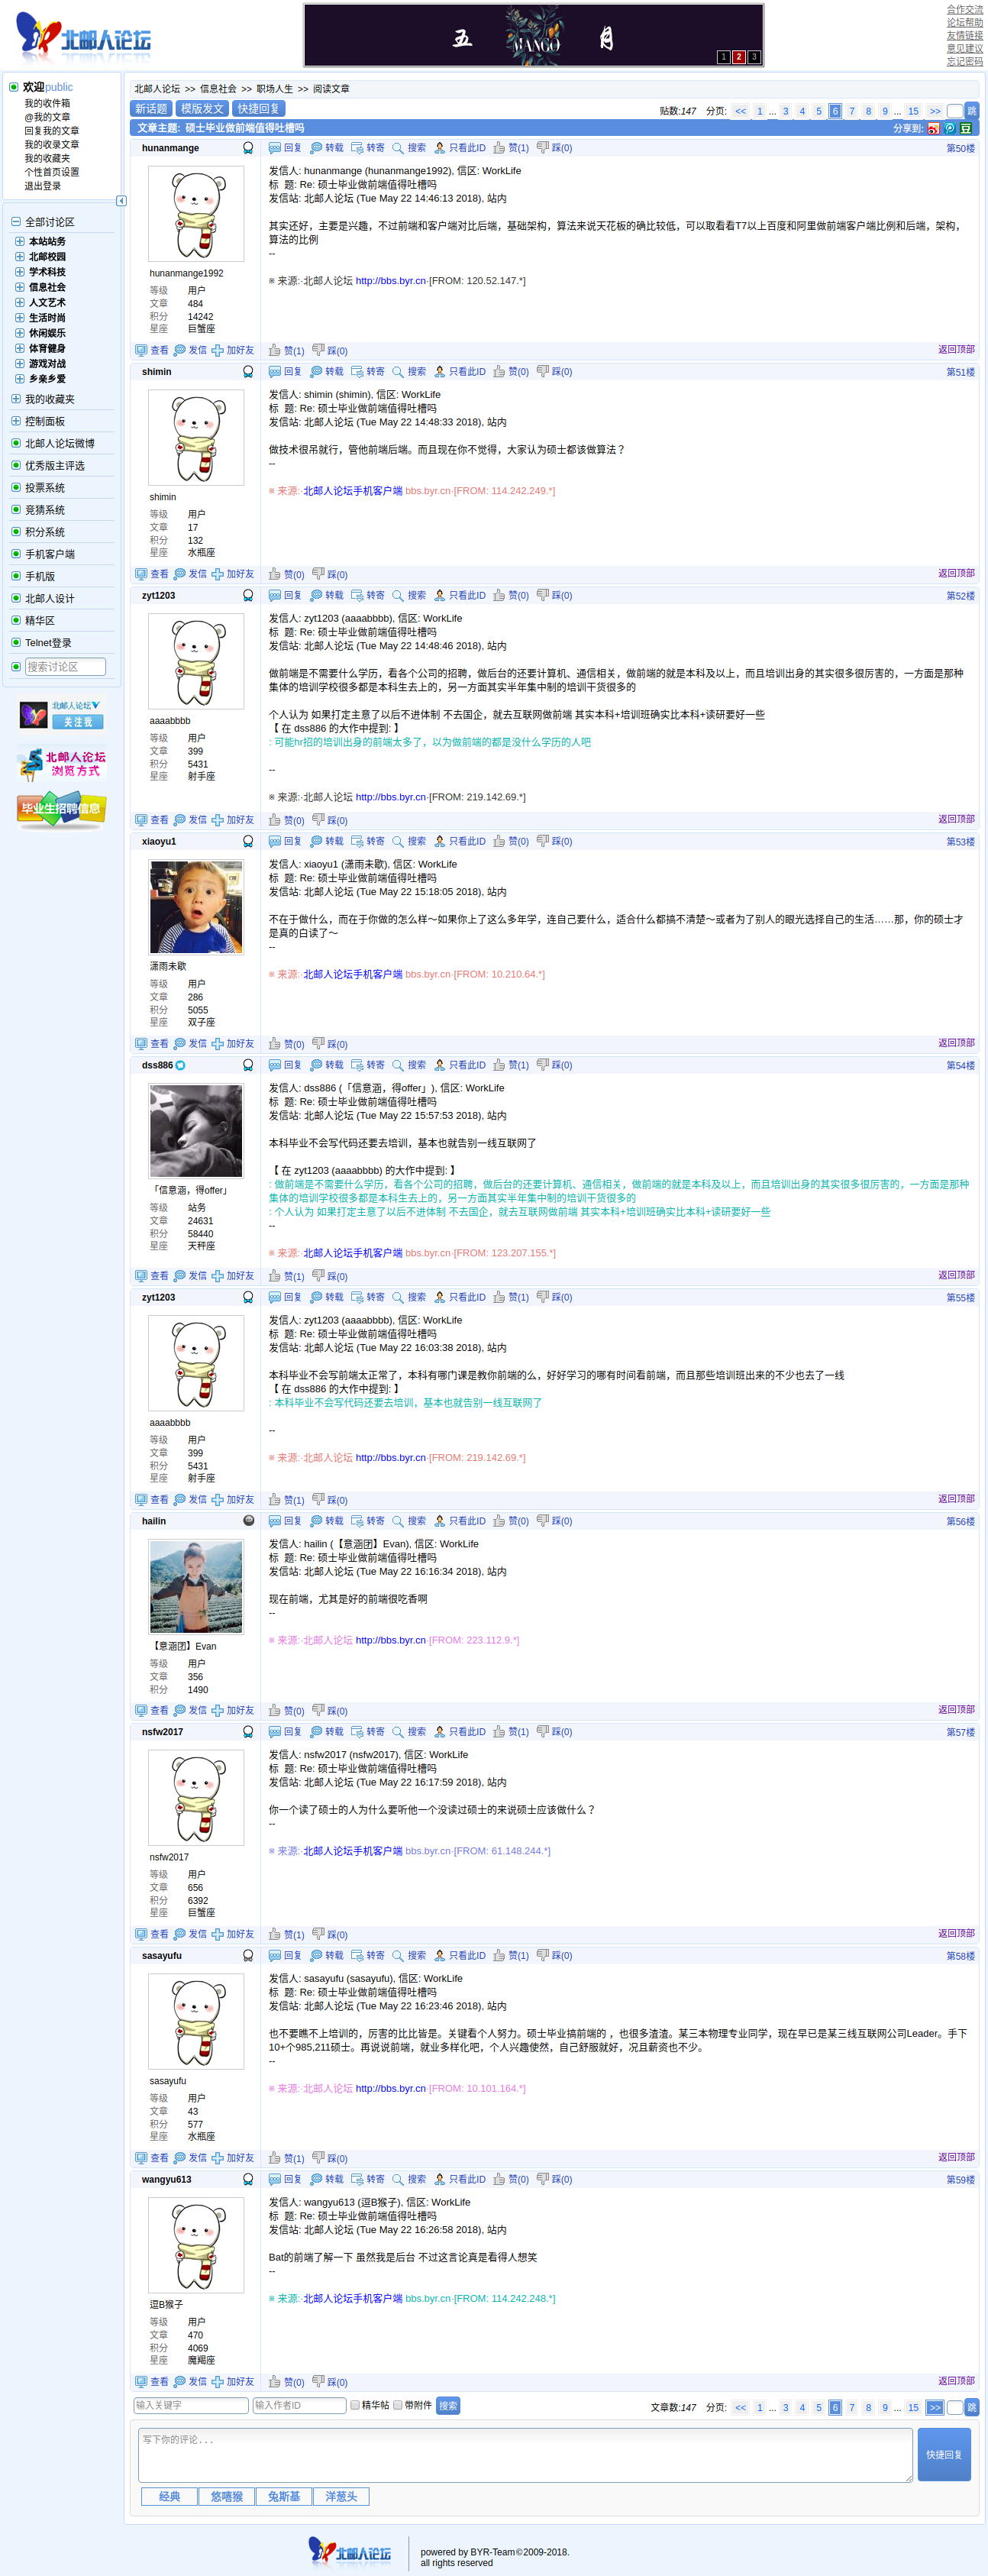 北邮人论坛
五 MANGO 月
1 2 3
合作交流
论坛帮助
友情链接
意见建议
忘记密码
欢迎public
我的收件箱
@我的文章
回复我的文章
我的收录文章
我的收藏夹
个性首页设置
退出登录
全部讨论区
本站站务
北邮校园
学术科技
信息社会
人文艺术
生活时尚
休闲娱乐
体育健身
游戏对战
乡亲乡爱
我的收藏夹
控制面板
北邮人论坛微博
优秀版主评选
投票系统
竞猜系统
积分系统
手机客户端
手机版
北邮人设计
精华区
Telnet登录
搜索讨论区
北邮人论坛
关注我
北邮人论坛
浏览方式
毕业生招聘信息
北邮人论坛 >> 信息社会 >> 职场人生 >> 阅读文章
新话题 模版发文 快捷回复
贴数:147 分页: << 1 ... 3 4 5 6 7 8 9 ... 15 >> 跳
文章主题: 硕士毕业做前端值得吐槽吗 分享到: 豆
hunanmange 回复 转载 转寄 搜索 只看此ID 赞(1) 踩(0) 第50楼
发信人: hunanmange (hunanmange1992), 信区: WorkLife
标 题: Re: 硕士毕业做前端值得吐槽吗
发信站: 北邮人论坛 (Tue May 22 14:46:13 2018), 站内
其实还好，主要是兴趣，不过前端和客户端对比后端，基础架构，算法来说天花板的确比较低，可以取看看T7以上百度和阿里做前端客户端比例和后端，架构，
算法的比例
--
※ 来源:·北邮人论坛 http://bbs.byr.cn·[FROM: 120.52.147.*]
hunanmange1992
等级 用户
文章 484
积分 14242
星座 巨蟹座
查看 发信 加好友 赞(1) 踩(0) 返回顶部
shimin 回复 转载 转寄 搜索 只看此ID 赞(0) 踩(0) 第51楼
发信人: shimin (shimin), 信区: WorkLife
标 题: Re: 硕士毕业做前端值得吐槽吗
发信站: 北邮人论坛 (Tue May 22 14:48:33 2018), 站内
做技术很吊就行，管他前端后端。而且现在你不觉得，大家认为硕士都该做算法？
--
※ 来源:·北邮人论坛手机客户端 bbs.byr.cn·[FROM: 114.242.249.*]
shimin
等级 用户
文章 17
积分 132
星座 水瓶座
查看 发信 加好友 赞(0) 踩(0) 返回顶部
zyt1203 回复 转载 转寄 搜索 只看此ID 赞(0) 踩(0) 第52楼
发信人: zyt1203 (aaaabbbb), 信区: WorkLife
标 题: Re: 硕士毕业做前端值得吐槽吗
发信站: 北邮人论坛 (Tue May 22 14:48:46 2018), 站内
做前端是不需要什么学历，看各个公司的招聘，做后台的还要计算机、通信相关，做前端的就是本科及以上，而且培训出身的其实很多很厉害的，一方面是那种
集体的培训学校很多都是本科生去上的，另一方面其实半年集中制的培训干货很多的
个人认为 如果打定主意了以后不进体制 不去国企，就去互联网做前端 其实本科+培训班确实比本科+读研要好一些
【 在 dss886 的大作中提到: 】
: 可能hr招的培训出身的前端太多了，以为做前端的都是没什么学历的人吧
--
※ 来源:·北邮人论坛 http://bbs.byr.cn·[FROM: 219.142.69.*]
aaaabbbb
等级 用户
文章 399
积分 5431
星座 射手座
查看 发信 加好友 赞(0) 踩(0) 返回顶部
xiaoyu1 回复 转载 转寄 搜索 只看此ID 赞(0) 踩(0) 第53楼
发信人: xiaoyu1 (潇雨未歇), 信区: WorkLife
标 题: Re: 硕士毕业做前端值得吐槽吗
发信站: 北邮人论坛 (Tue May 22 15:18:05 2018), 站内
不在于做什么，而在于你做的怎么样～如果你上了这么多年学，连自己要什么，适合什么都搞不清楚～或者为了别人的眼光选择自己的生活……那，你的硕士才
是真的白读了～
--
※ 来源:·北邮人论坛手机客户端 bbs.byr.cn·[FROM: 10.210.64.*]
潇雨未歇
等级 用户
文章 286
积分 5055
星座 双子座
查看 发信 加好友 赞(0) 踩(0) 返回顶部
dss886 回复 转载 转寄 搜索 只看此ID 赞(1) 踩(0) 第54楼
发信人: dss886 (「信意涵，得offer」), 信区: WorkLife
标 题: Re: 硕士毕业做前端值得吐槽吗
发信站: 北邮人论坛 (Tue May 22 15:57:53 2018), 站内
本科毕业不会写代码还要去培训，基本也就告别一线互联网了
【 在 zyt1203 (aaaabbbb) 的大作中提到: 】
: 做前端是不需要什么学历，看各个公司的招聘，做后台的还要计算机、通信相关，做前端的就是本科及以上，而且培训出身的其实很多很厉害的，一方面是那种
集体的培训学校很多都是本科生去上的，另一方面其实半年集中制的培训干货很多的
: 个人认为 如果打定主意了以后不进体制 不去国企，就去互联网做前端 其实本科+培训班确实比本科+读研要好一些
--
※ 来源:·北邮人论坛手机客户端 bbs.byr.cn·[FROM: 123.207.155.*]
「信意涵，得offer」
等级 站务
文章 24631
积分 58440
星座 天秤座
查看 发信 加好友 赞(1) 踩(0) 返回顶部
zyt1203 回复 转载 转寄 搜索 只看此ID 赞(1) 踩(0) 第55楼
发信人: zyt1203 (aaaabbbb), 信区: WorkLife
标 题: Re: 硕士毕业做前端值得吐槽吗
发信站: 北邮人论坛 (Tue May 22 16:03:38 2018), 站内
本科毕业不会写前端太正常了，本科有哪门课是教你前端的么，好好学习的哪有时间看前端，而且那些培训班出来的不少也去了一线
【 在 dss886 的大作中提到: 】
: 本科毕业不会写代码还要去培训，基本也就告别一线互联网了
--
※ 来源:·北邮人论坛 http://bbs.byr.cn·[FROM: 219.142.69.*]
aaaabbbb
等级 用户
文章 399
积分 5431
星座 射手座
查看 发信 加好友 赞(1) 踩(0) 返回顶部
hailin 回复 转载 转寄 搜索 只看此ID 赞(0) 踩(0) 第56楼
发信人: hailin (【意涵团】Evan), 信区: WorkLife
标 题: Re: 硕士毕业做前端值得吐槽吗
发信站: 北邮人论坛 (Tue May 22 16:16:34 2018), 站内
现在前端，尤其是好的前端很吃香啊
--
※ 来源:·北邮人论坛 http://bbs.byr.cn·[FROM: 223.112.9.*]
【意涵团】Evan
等级 用户
文章 356
积分 1490
查看 发信 加好友 赞(0) 踩(0) 返回顶部
nsfw2017 回复 转载 转寄 搜索 只看此ID 赞(1) 踩(0) 第57楼
发信人: nsfw2017 (nsfw2017), 信区: WorkLife
标 题: Re: 硕士毕业做前端值得吐槽吗
发信站: 北邮人论坛 (Tue May 22 16:17:59 2018), 站内
你一个读了硕士的人为什么要听他一个没读过硕士的来说硕士应该做什么？
--
※ 来源:·北邮人论坛手机客户端 bbs.byr.cn·[FROM: 61.148.244.*]
nsfw2017
等级 用户
文章 656
积分 6392
星座 巨蟹座
查看 发信 加好友 赞(1) 踩(0) 返回顶部
sasayufu 回复 转载 转寄 搜索 只看此ID 赞(1) 踩(0) 第58楼
发信人: sasayufu (sasayufu), 信区: WorkLife
标 题: Re: 硕士毕业做前端值得吐槽吗
发信站: 北邮人论坛 (Tue May 22 16:23:46 2018), 站内
也不要瞧不上培训的，厉害的比比皆是。关键看个人努力。硕士毕业搞前端的 ，也很多渣渣。某三本物理专业同学，现在早已是某三线互联网公司Leader。手下
10+个985,211硕士。再说说前端，就业多样化吧，个人兴趣使然，自己舒服就好，况且薪资也不少。
--
※ 来源:·北邮人论坛 http://bbs.byr.cn·[FROM: 10.101.164.*]
sasayufu
等级 用户
文章 43
积分 577
星座 水瓶座
查看 发信 加好友 赞(1) 踩(0) 返回顶部
wangyu613 回复 转载 转寄 搜索 只看此ID 赞(0) 踩(0) 第59楼
发信人: wangyu613 (逗B猴子), 信区: WorkLife
标 题: Re: 硕士毕业做前端值得吐槽吗
发信站: 北邮人论坛 (Tue May 22 16:26:58 2018), 站内
Bat的前端了解一下 虽然我是后台 不过这言论真是看得人想笑
--
※ 来源:·北邮人论坛手机客户端 bbs.byr.cn·[FROM: 114.242.248.*]
逗B猴子
等级 用户
文章 470
积分 4069
星座 魔羯座
查看 发信 加好友 赞(0) 踩(0) 返回顶部
输入关键字 输入作者ID 精华帖 带附件 搜索
文章数:147 分页: << 1 ... 3 4 5 6 7 8 9 ... 15 >> 跳
写下你的评论...
快捷回复
经典 悠嘻猴 兔斯基 洋葱头
北邮人论坛
powered by BYR-Team©2009-2018.
all rights reserved